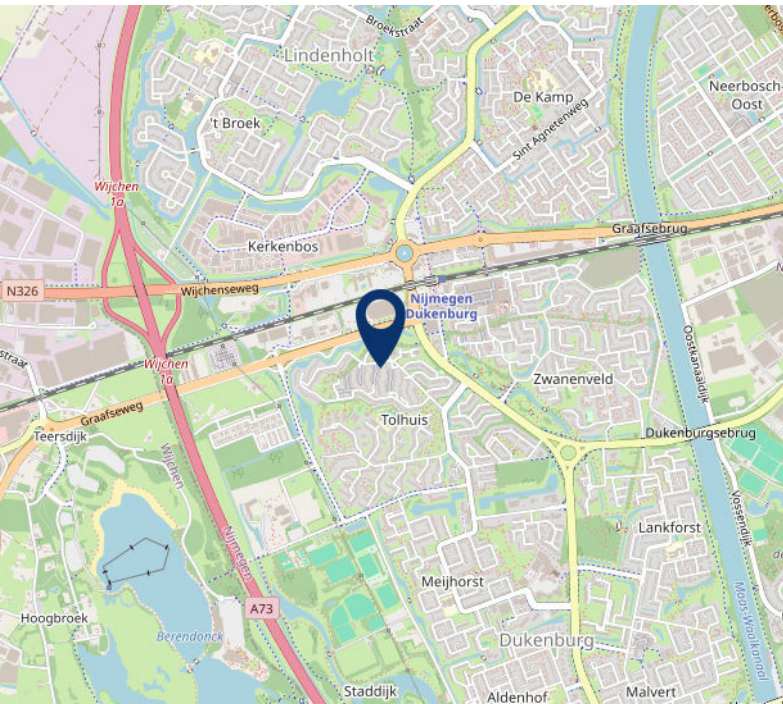 Broekstraat
Lindenholt
De Kamp
Neerbosch-
Oost
't Broek
Sint Agnetenweg
Wijchen
1a
Graafsebrug
Kerkenbos
N326
Wijchenseweg
Nijmegen
Dukenburg
straat
Wijchen
1a
Oostkanaaldijk
Zwanenveld
Graafseweg
Tolhuis
Teersdijk
Dukenburgsebrug
Wijchen
Nijmegen
Vossendijk
Lankforst
Meijhorst
A73
Hoogbroek
Berendonck
Dukenburg
Maas-Waalkanaal
Staddijk
Aldenhof
Malvert